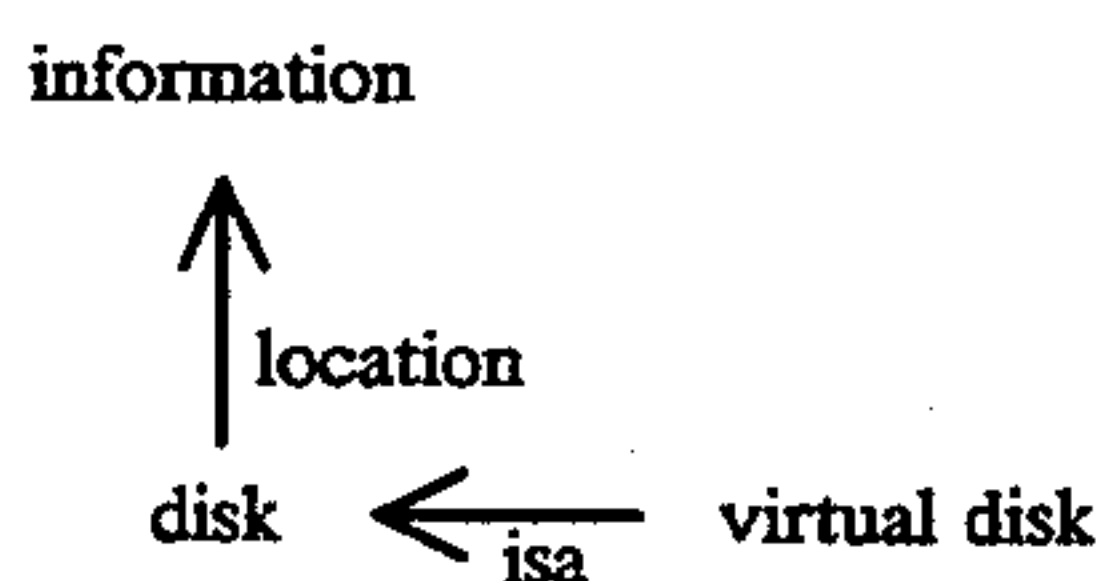 information
location
disk
isa
virtual disk